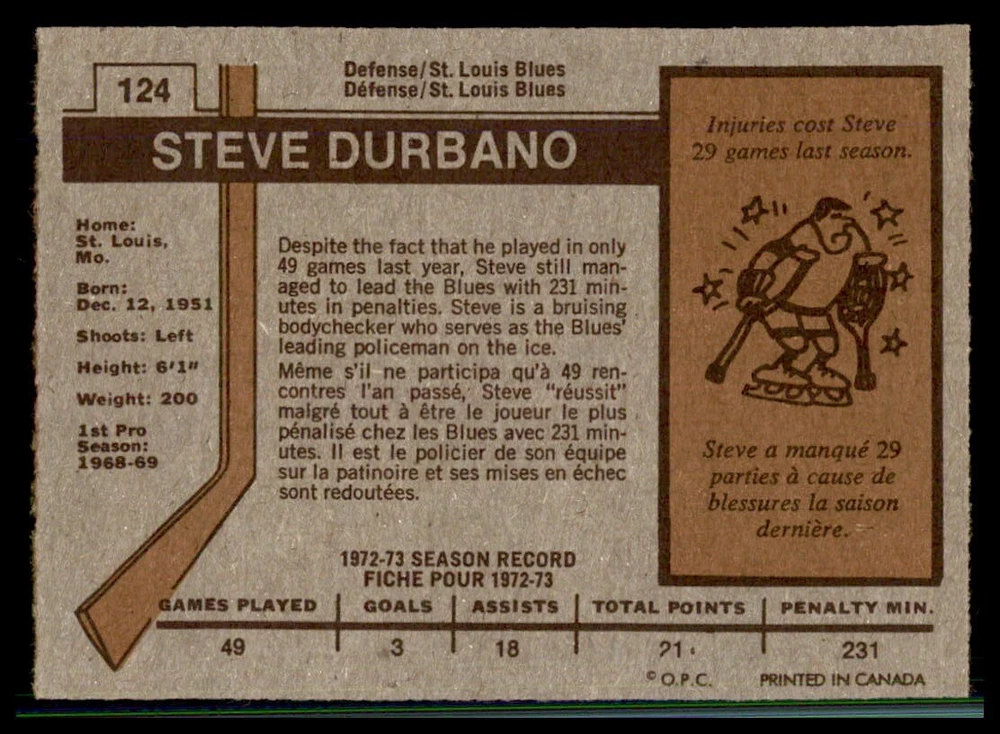 124
Defense/St. Louis Blues
Défense/St. Louis Blues
STEVE DURBANO
Home:
St. Louis,
Mo.
Born:
Dec. 12, 1951
Shoots: Left
Height: 6'1"
Weight: 200
1st Pro
Season:
1968-69
Despite the fact that he played in only
49 games last year, Steve still man-
aged to lead the Blues with 231 min-
utes in penalties. Steve is a bruising
bodychecker who serves as the Blues'
leading policeman on the ice.
Même s'il ne participa qu'à 49 ren-
contres l'an passé, Steve "réussit"
malgré tout à être le joueur le plus
pénalisé chez les Blues avec 231 min-
utes. Il est le policier de son équipe
sur la patinoire et ses mises en échec
sont redoutées.
Injuries cost Steve
29 games last season.
Steve a manqué 29
parties à cause de
blessures la saison
dernière.
1972-73 SEASON RECORD
FICHE POUR 1972-73
GAMES PLAYED GOALS ASSISTS TOTAL POINTS PENALTY MIN.
49 3 18 21 231
© O.P.C. PRINTED IN CANADA